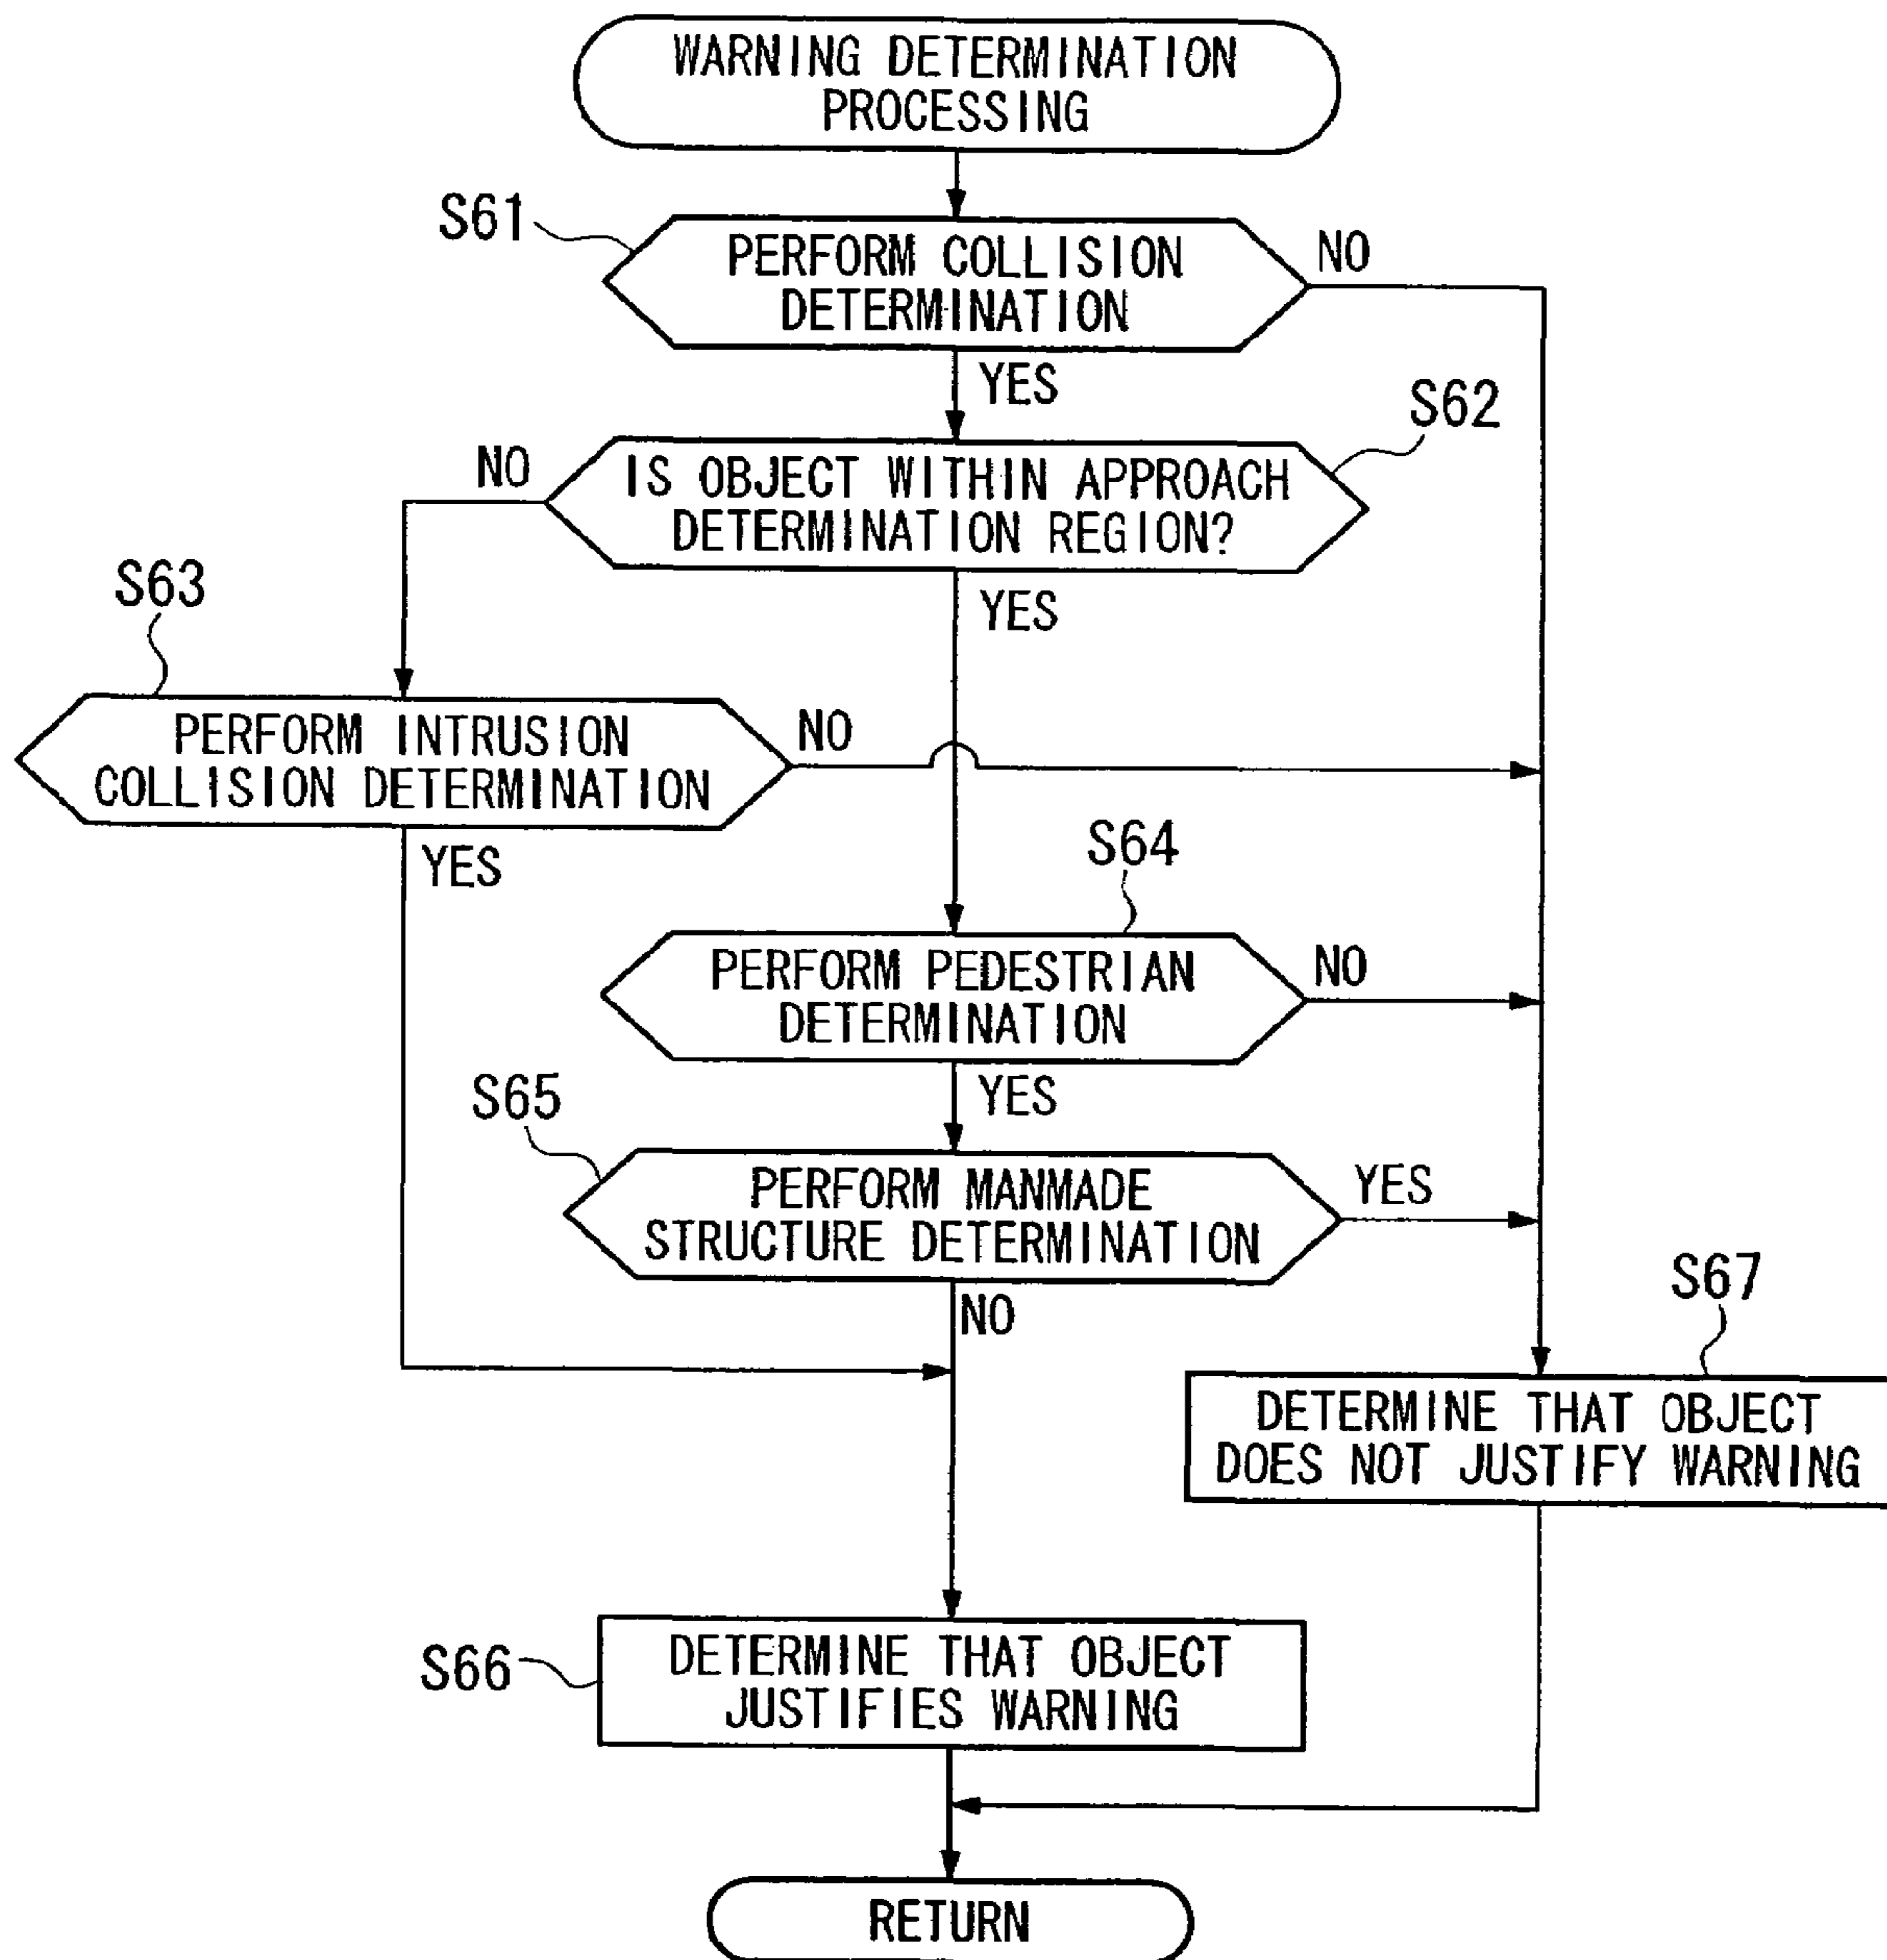 WARNING DETERMINATION
PROCESSING
S61
PERFORM COLLISION
DETERMINATION
NO
YES
S62
NO
IS OBJECT WITHIN APPROACH
DETERMINATION REGION?
YES
S63
PERFORM INTRUSION
COLLISION DETERMINATION
NO
YES
S64
PERFORM PEDESTRIAN
DETERMINATION
NO
YES
S65
PERFORM MANMADE
STRUCTURE DETERMINATION
YES
NO
S67
DETERMINE THAT OBJECT
DOES NOT JUSTIFY WARNING
S66
DETERMINE THAT OBJECT
JUSTIFIES WARNING
RETURN